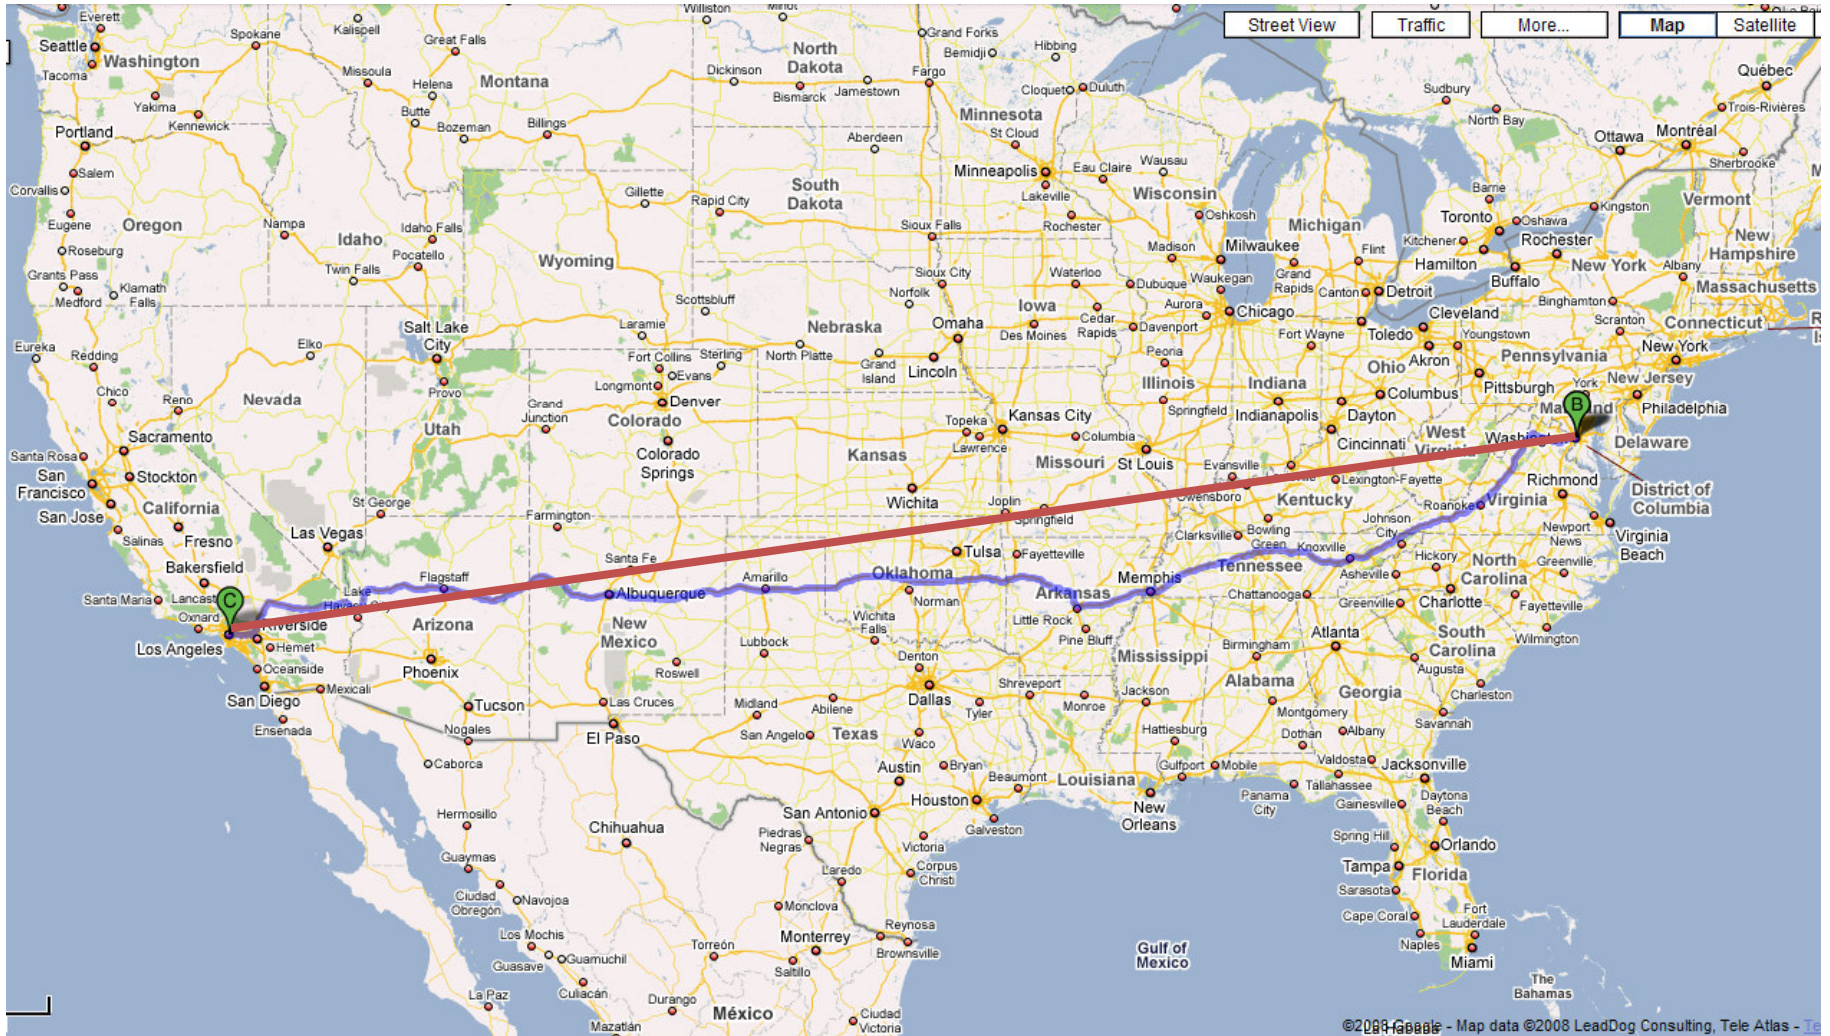 Street View
Traffic
More...
Map
Satellite
Everett
Seattle
Tacoma
Washington
Spokane
Yakima
Kennewick
Kalispell
Great Falls
Missoula
Helena
Montana
Butte
Bozeman
Billings
Williston
Minot
North
Dakota
Dickinson
Bismarck
Jamestown
Grand Forks
Fargo
Bemidji
Hibbing
Cloquet
Duluth
Minnesota
St Cloud
Aberdeen
Minneapolis
Lakeville
Rochester
Eau Claire
Wausau
Wisconsin
Oshkosh
Sudbury
North Bay
Québec
Trois-Rivières
Ottawa
Montréal
Sherbrooke
Portland
Salem
Corvallis
Eugene
Oregon
Roseburg
Grants Pass
Medford
Klamath
Falls
Nampa
Idaho
Idaho Falls
Pocatello
Twin Falls
Wyoming
Gillette
Rapid City
South
Dakota
Sioux Falls
Sioux City
Madison
Milwaukee
Waukegan
Michigan
Flint
Grand
Rapids
Canton
Detroit
Barrie
Toronto
Oshawa
Kitchener
Hamilton
Kingston
Rochester
Buffalo
New York
Vermont
New
Hampshire
Albany
Massachusetts
Binghamton
Connecticut
Scranton
Eureka
Redding
Chico
Reno
Elko
Nevada
Salt Lake
City
Provo
Utah
Laramie
Scottsbluff
Fort Collins
Sterling
Evans
Longmont
Denver
Grand
Junction
Colorado
Colorado
Springs
Norfolk
Nebraska
North Platte
Grand
Island
Omaha
Lincoln
Waterloo
Dubuque
Iowa
Des Moines
Cedar
Rapids
Davenport
Aurora
Chicago
Peoria
Illinois
Springfield
Fort Wayne
Indiana
Indianapolis
Toledo
Cleveland
Akron
Youngstown
Ohio
Columbus
Dayton
Cincinnati
Pennsylvania
Pittsburgh
York
New York
New Jersey
Philadelphia
B
Delaware
West
Richmond
District of
Columbia
Virginia
Roanoke
Newport
News
Virginia
Beach
Sacramento
Santa Rosa
San
Francisco
Stockton
San Jose
California
Salinas
Fresno
Bakersfield
Santa Maria
Oxnard
C
Los Angeles
Riverside
Hemet
Oceanside
San Diego
Mexicali
Ensenada
Las Vegas
St George
Lake
Flagstaff
Arizona
Phoenix
Tucson
Nogales
Farmington
Santa Fe
Albuquerque
New
Mexico
Roswell
Las Cruces
El Paso
Kansas
Topeka
Lawrence
Kansas City
Columbia
Missouri
St Louis
Wichita
Joplin
Springfield
Tulsa
Fayetteville
Oklahoma
Norman
Amarillo
Wichita
Falls
Lubbock
Arkansas
Little Rock
Pine Bluff
Memphis
Evansville
Owensboro
Kentucky
Lexington-Fayette
Clarksville
Bowling
Green
Knoxville
Tennessee
Johnson
City
Hickory
North
Carolina
Greenville
Asheville
Charlotte
Fayetteville
Wilmington
Chattanooga
Greenville
South
Carolina
Atlanta
Augusta
Charleston
Birmingham
Alabama
Georgia
Savannah
Montgomery
Dothan
Albany
Valdosta
Jacksonville
Mississippi
Jackson
Hattiesburg
Gulfport
Mobile
Tallahassee
Panama
City
Gainesville
Daytona
Beach
Denton
Dallas
Shreveport
Monroe
Midland
Abilene
Tyler
San Angelo
Texas
Waco
Austin
Bryan
Beaumont
Louisiana
New
Orleans
Houston
San Antonio
Galveston
Victoria
Corpus
Christi
Spring Hill
Orlando
Tampa
Florida
Sarasota
Cape Coral
Fort
Lauderdale
Naples
Miami
Caborca
Hermosillo
Guaymas
Ciudad
Obregón
Navojoa
Los Mochis
Guasave
Guamuchil
Culiacán
La Paz
Chihuahua
Piedras
Negras
Laredo
Monclova
Reynosa
Monterrey
Brownsville
Torreón
Saltillo
Durango
México
Mazatlán
Ciudad
Victoria
Gulf of
Mexico
The
Bahamas
©2008 Google - Map data ©2008 LeadDog Consulting, Tele Atlas -